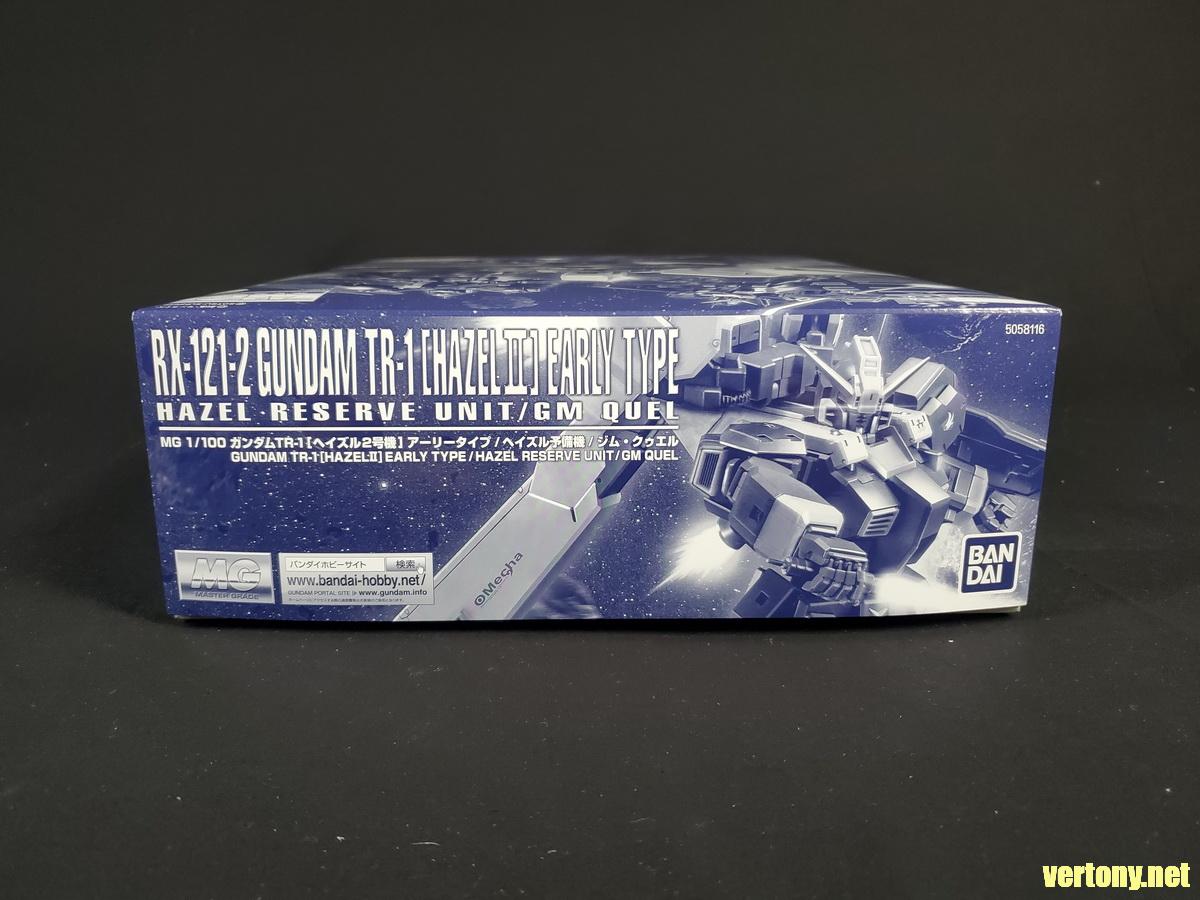 RX-121-2 GUNDAM TR-1 [HAZEL II] EARLY TYPE
HAZEL RESERVE UNIT/GM QUEL
MG 1/100 ガンダムTR-1 [ヘイズル2号機] アーリータイプ / ヘイズル予備機 / ジム・クゥエル
GUNDAM TR-1 [HAZEL-II] EARLY TYPE / HAZEL RESERVE UNIT / GM QUEL
5058116
MG
MASTER GRADE
バンダイホビーサイト 検索
www.bandai-hobby.net/
GUNDAM PORTAL SITE www.gundam.info
Mecha
BAN
DAI
vertony.net